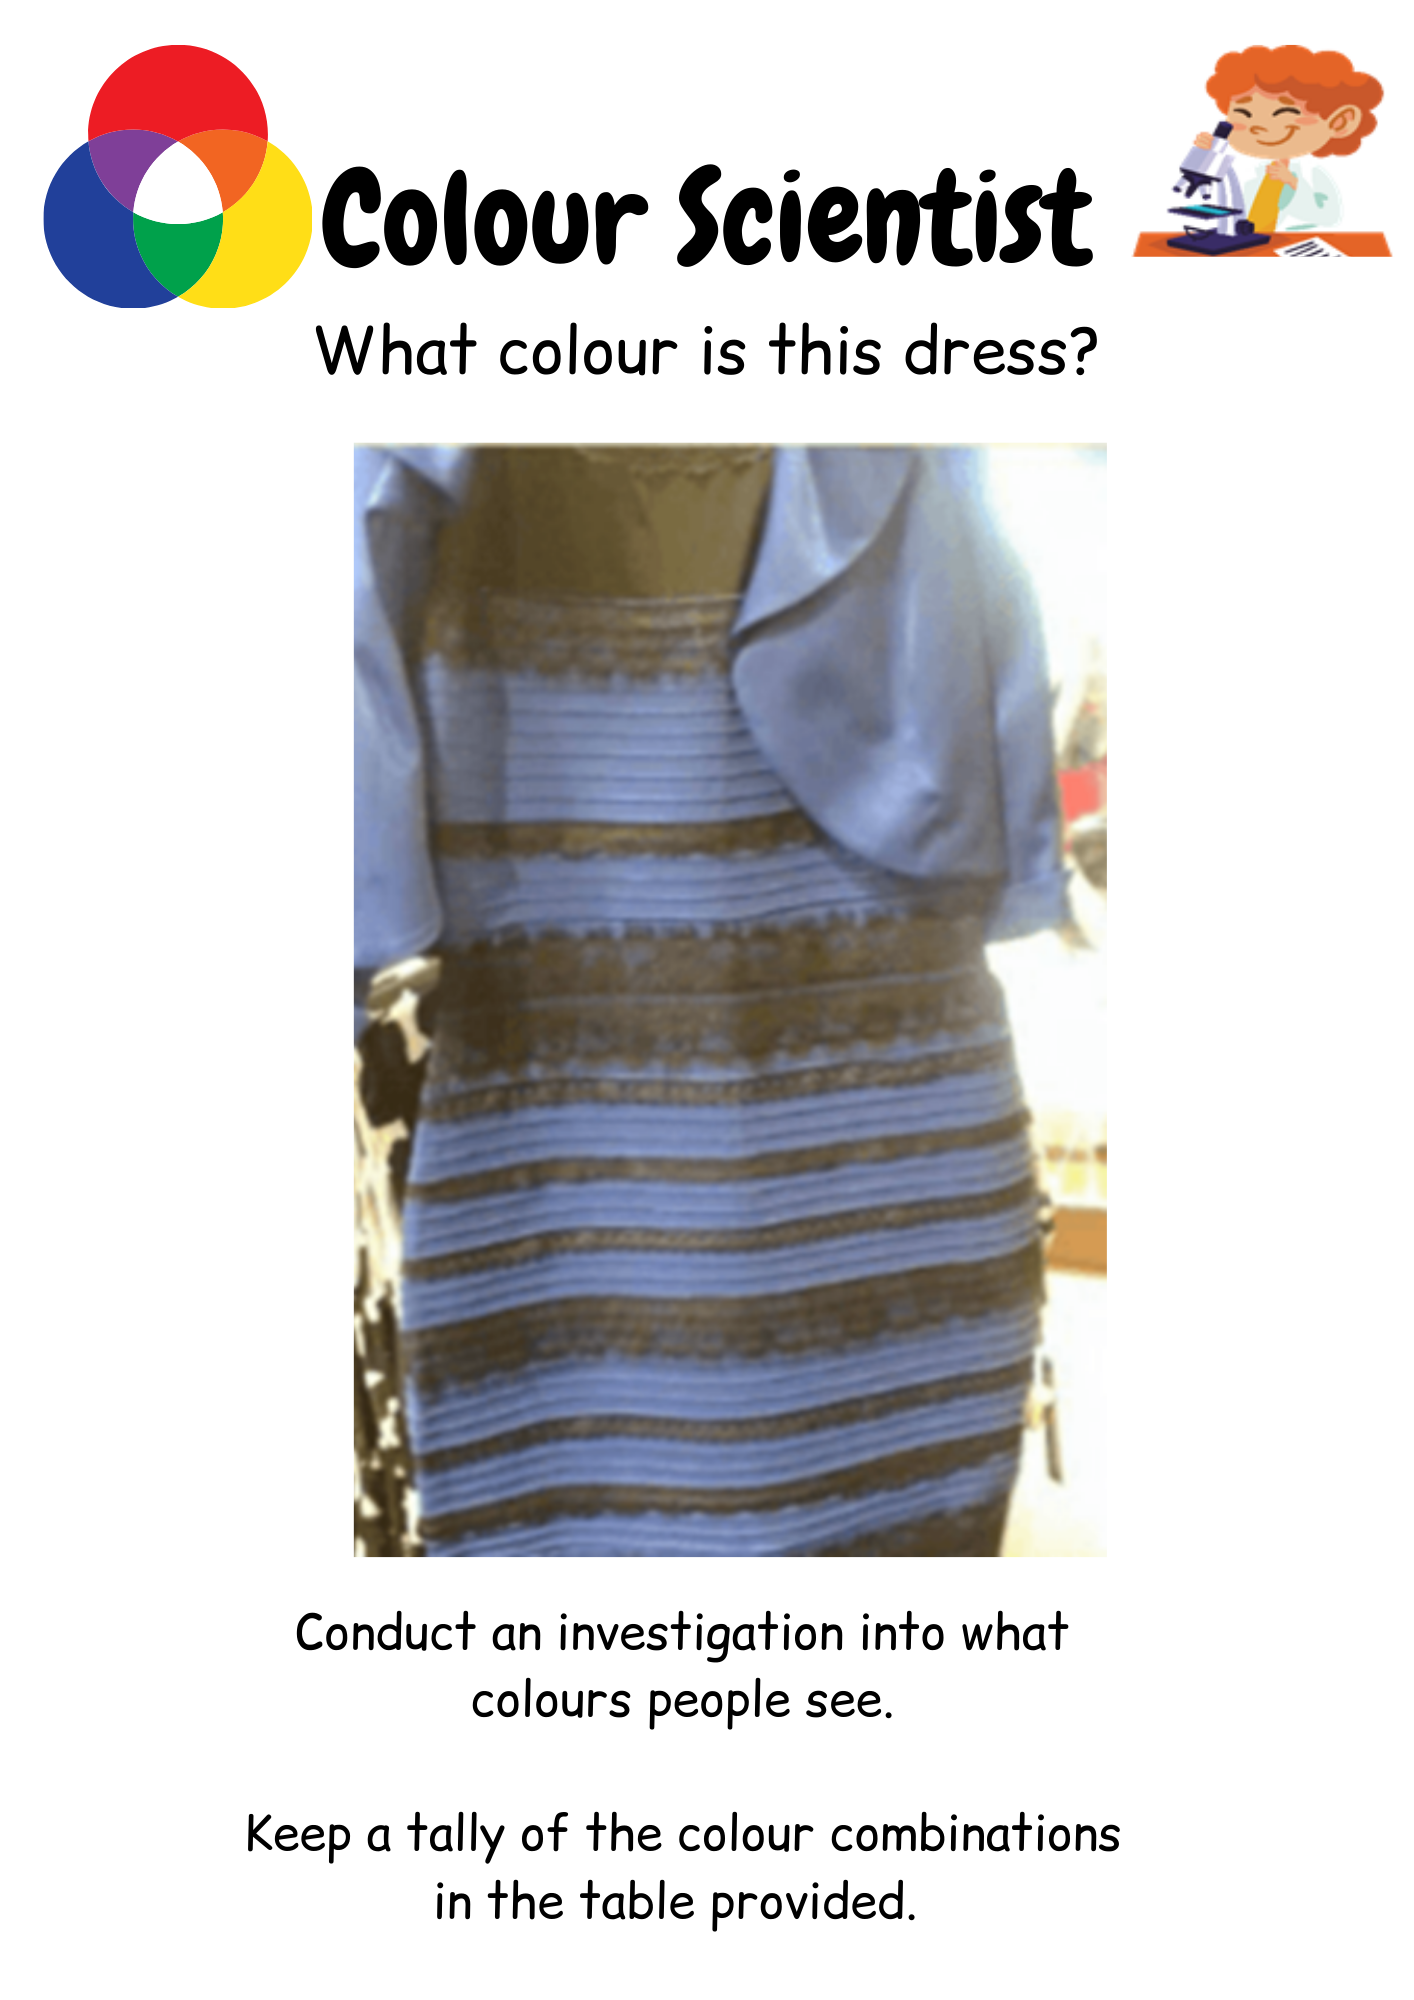 Colour Scientist
What colour is this dress?
Conduct an investigation into what
colours people see.
Keep a tally of the colour combinations
in the table provided.